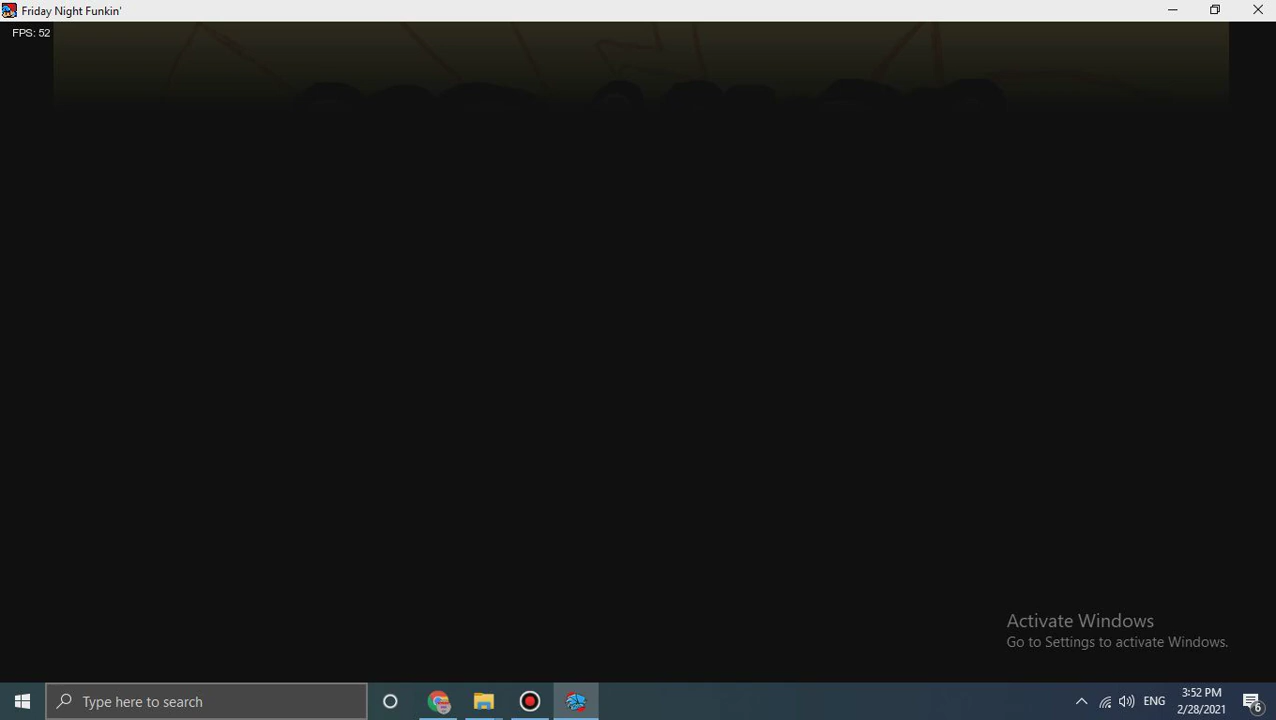 Friday Night Funkin'
FPS: 52
Activate Windows
Go to Settings to activate Windows.
Type here to search
ENG
3:52 PM
2/28/2021
6